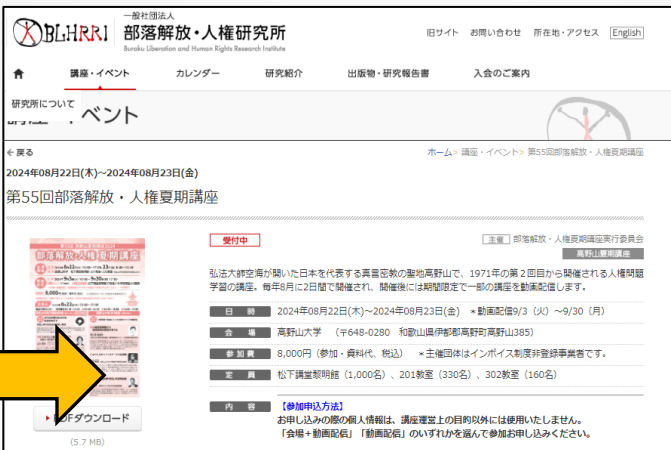 BLHRRI
一般社団法人
部落解放・人権研究所
Buraku Liberation and Human Rights Research Institute
旧サイト お問い合わせ 所在地・アクセス English
講座・イベント カレンダー 研究紹介 出版物・研究報告書 入会のご案内
研究所について
ベント
←戻る
ホーム> 講座・イベント> 第55回部落解放・人権夏期講座
2024年08月22日(木)~2024年08月23日(金)
第55回部落解放・人権夏期講座
受付中
主催 部落解放・人権夏期講座実行委員会
高野山夏期講座
部落解放・人権夏期講座
弘法大師空海が開いた日本を代表する真言密教の聖地高野山で、1971年の第2回目から開催される人権問題
学習の講座。毎年8月に2日間で開催され、開催後には期間限定で一部の講座を動画配信します。
日 時 2024年08月22日(木)~2024年08月23日(金) *動画配信9/3(火)~9/30(月)
会 場 高野山大学 (〒648-0280 和歌山県伊都郡高野町高野山385)
参加費 8,000円(参加・資料代、税込) *主催団体はインボイス制度非登録事業者です。
定 員 松下講堂黎明館(1,000名)、201教室(330名)、302教室(160名)
内 容 【参加申込方法】
お申し込みの際の個人情報は、講座運営上の目的以外には使用いたしません。
「会場+動画配信」「動画配信」のいずれかを選んで参加お申し込みください。
DFダウンロード
(5.7 MB)